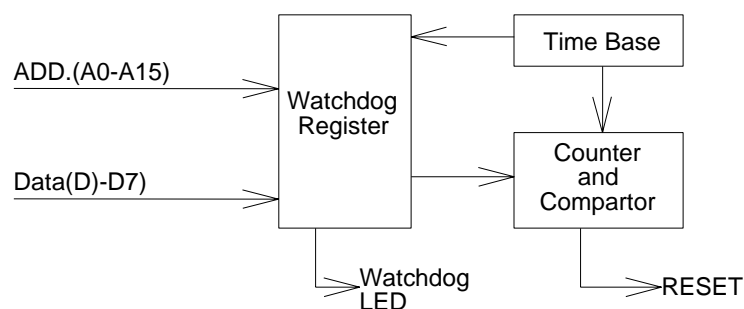 Time Base
ADD.(A0-A15)
Watchdog
Register
Counter
and
Compartor
Data(D)-D7)
Watchdog
LED
RESET